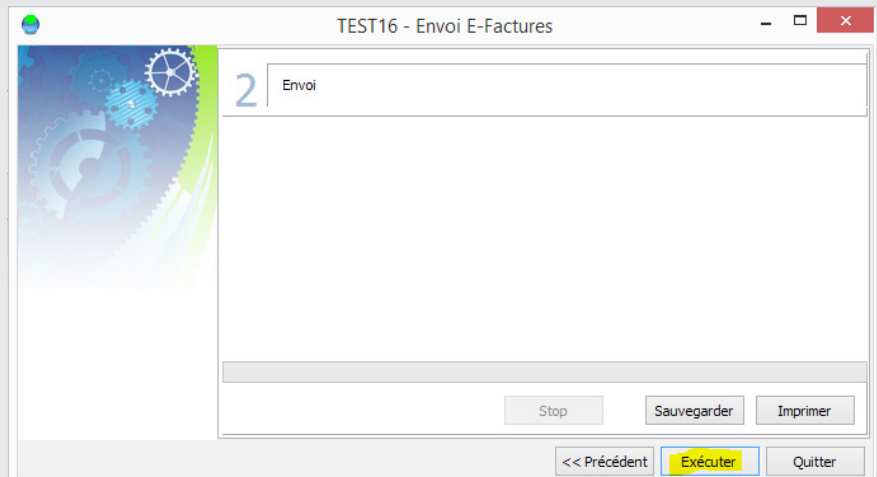 TEST16 - Envoi E-Factures
2 Envoi
Stop Sauvegarder Imprimer
<< Précédent Exécuter Quitter